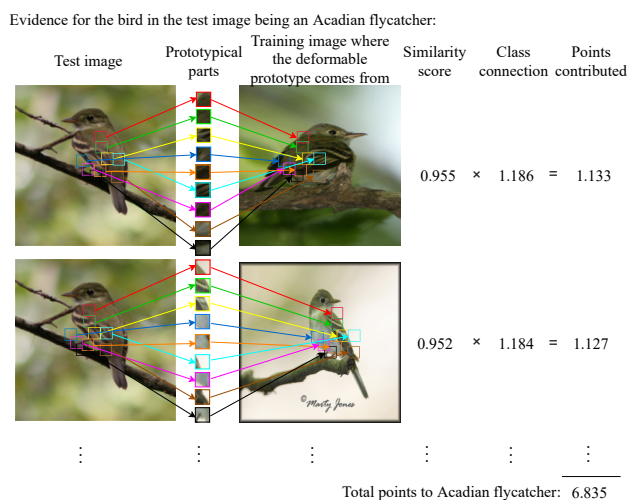 Evidence for the bird in the test image being an Acadian flycatcher:
Test image
Prototypical
parts
Training image where
the deformable
prototype comes from
Similarity
score
Class
connection
Points
contributed
0.955 × 1.186 = 1.133
© Marty Jones
0.952 × 1.184 = 1.127
Total points to Acadian flycatcher: 6.835